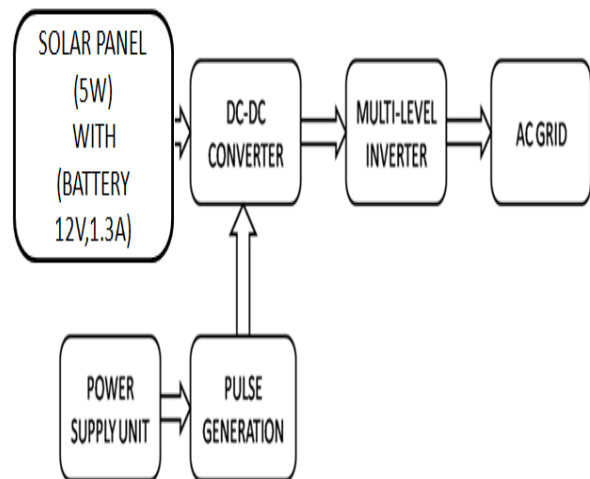 SOLAR PANEL
(5W)
WITH
(BATTERY
12V,1.3A)
DC-DC
CONVERTER
MULTI-LEVEL
INVERTER
AC GRID
POWER
SUPPLY UNIT
PULSE
GENERATION